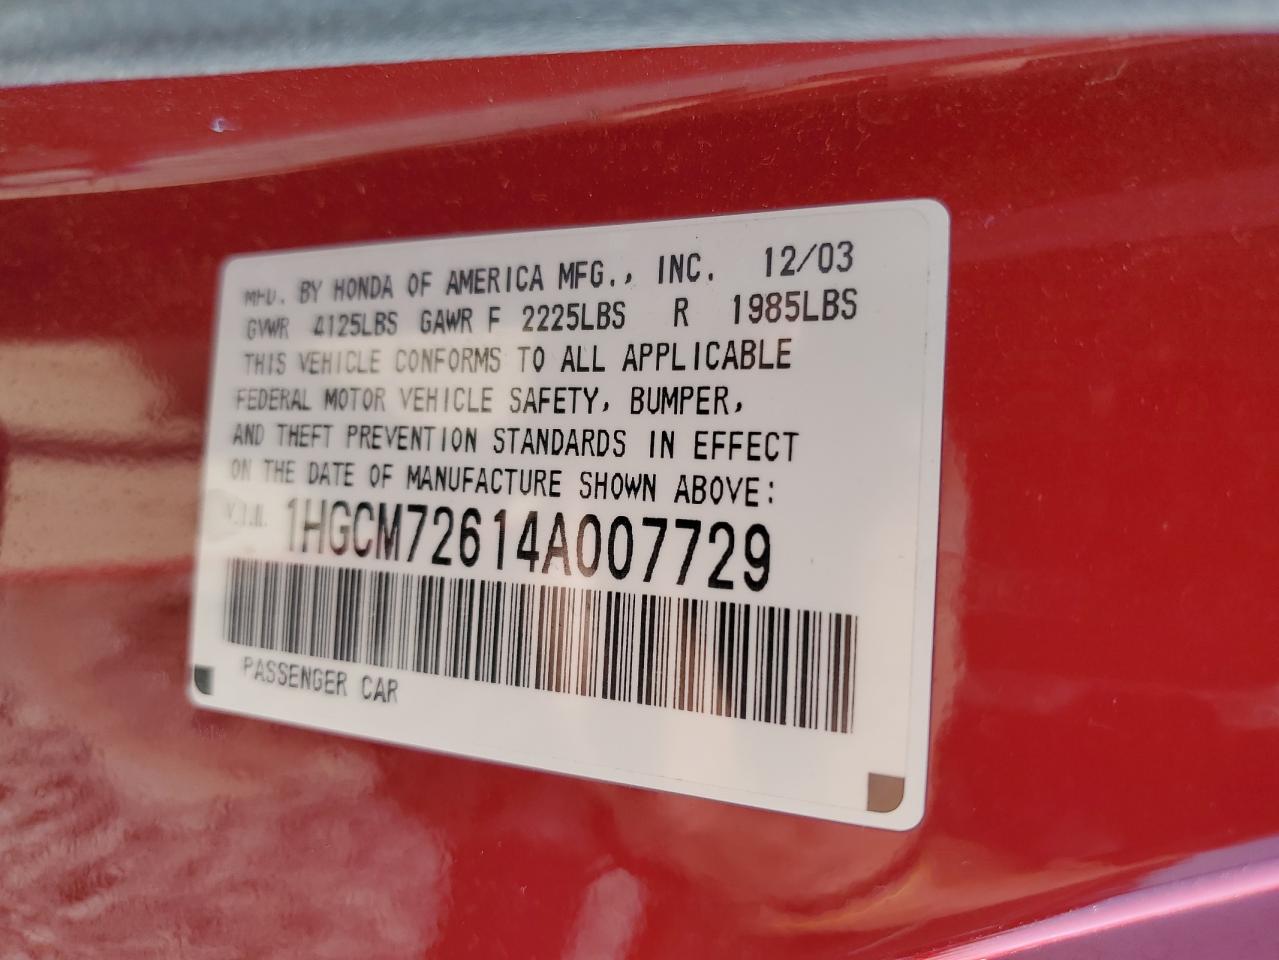 MFD. BY HONDA OF AMERICA MFG., INC. 12/03
GVWR 4125LBS GAWR F 2225LBS R 1985LBS
THIS VEHICLE CONFORMS TO ALL APPLICABLE
FEDERAL MOTOR VEHICLE SAFETY, BUMPER,
AND THEFT PREVENTION STANDARDS IN EFFECT
ON THE DATE OF MANUFACTURE SHOWN ABOVE:
V.I.N. 1HGCM72614A007729
PASSENGER CAR